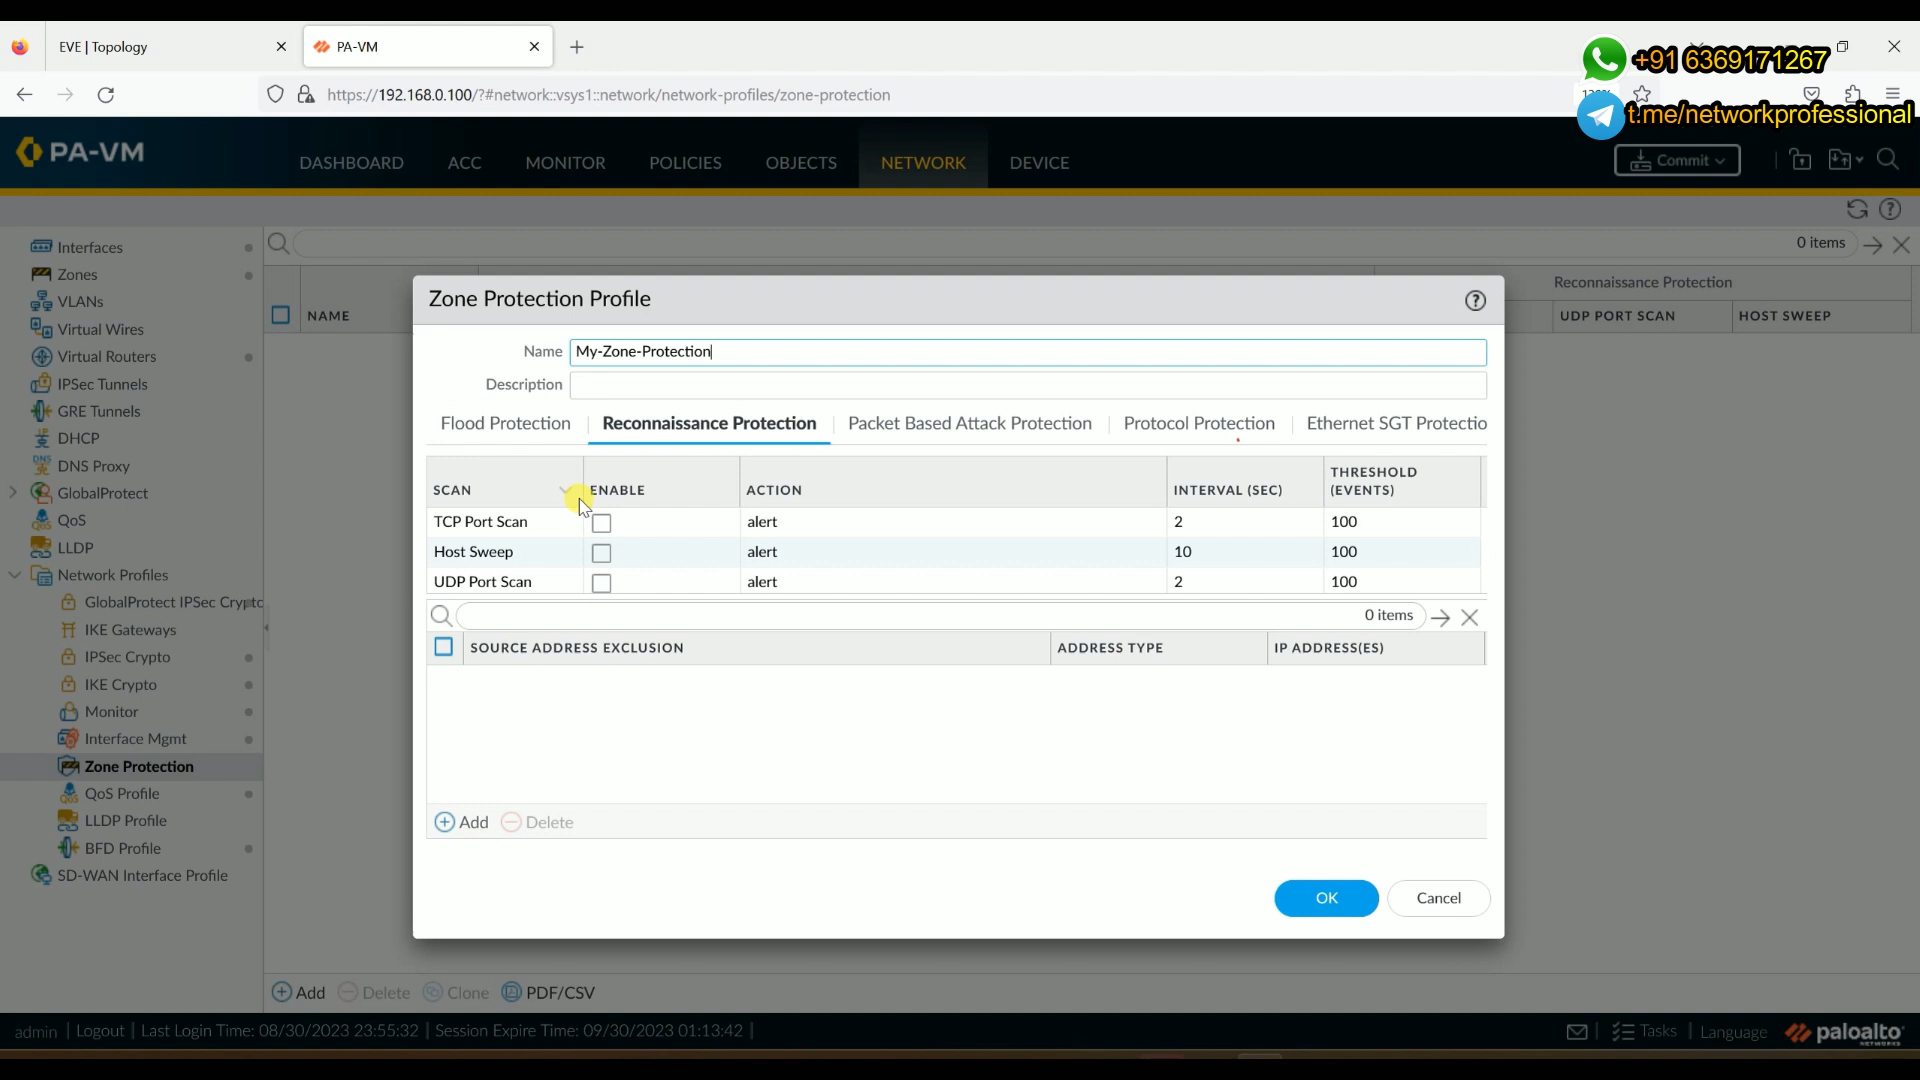 EVE | Topology
PA-VM
+91 6369171267
https://192.168.0.100/?#network::vsys1::network/network-profiles/zone-protection
t.me/networkprofessional
PA-VM
DASHBOARD
ACC
MONITOR
POLICIES
OBJECTS
NETWORK
DEVICE
Commit
Interfaces
Zones
VLANs
Virtual Wires
Virtual Routers
IPSec Tunnels
GRE Tunnels
DHCP
DNS Proxy
GlobalProtect
QoS
LLDP
Network Profiles
GlobalProtect IPSec Crypto
IKE Gateways
IPSec Crypto
IKE Crypto
Monitor
Interface Mgmt
Zone Protection
QoS Profile
LLDP Profile
BFD Profile
SD-WAN Interface Profile
0 items
NAME
Reconnaissance Protection
UDP PORT SCAN
HOST SWEEP
Zone Protection Profile
Name
My-Zone-Protection
Description
Flood Protection
Reconnaissance Protection
Packet Based Attack Protection
Protocol Protection
Ethernet SGT Protectio
SCAN
ENABLE
ACTION
INTERVAL (SEC)
THRESHOLD
(EVENTS)
TCP Port Scan
alert
2
100
Host Sweep
alert
10
100
UDP Port Scan
alert
2
100
0 items
SOURCE ADDRESS EXCLUSION
ADDRESS TYPE
IP ADDRESS(ES)
Add
Delete
OK
Cancel
Add
Delete
Clone
PDF/CSV
admin | Logout | Last Login Time: 08/30/2023 23:55:32 | Session Expire Time: 09/30/2023 01:13:42 |
Tasks
Language
paloalto
NETWORKS